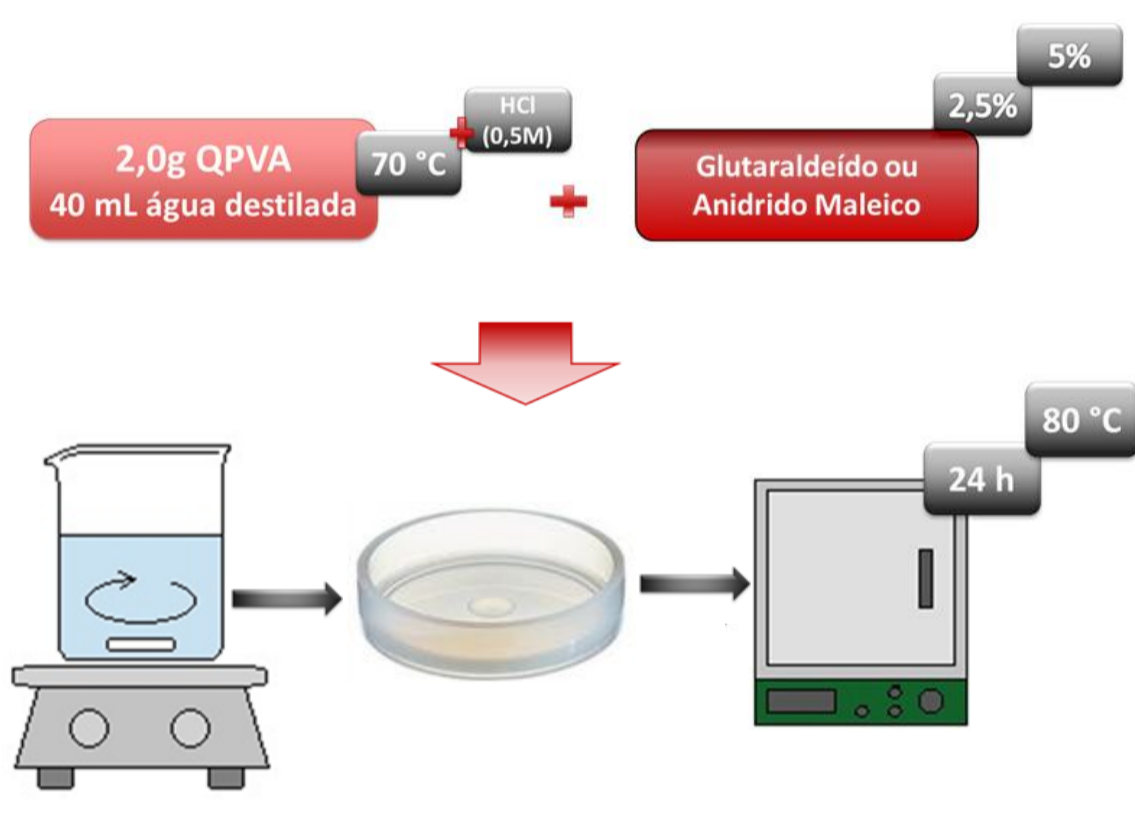 2,0g QPVA
40 mL água destilada
70 °C
HCl
(0,5M)
Glutaraldeído ou
Anidrido Maleico
2,5%
5%
24 h
80 °C